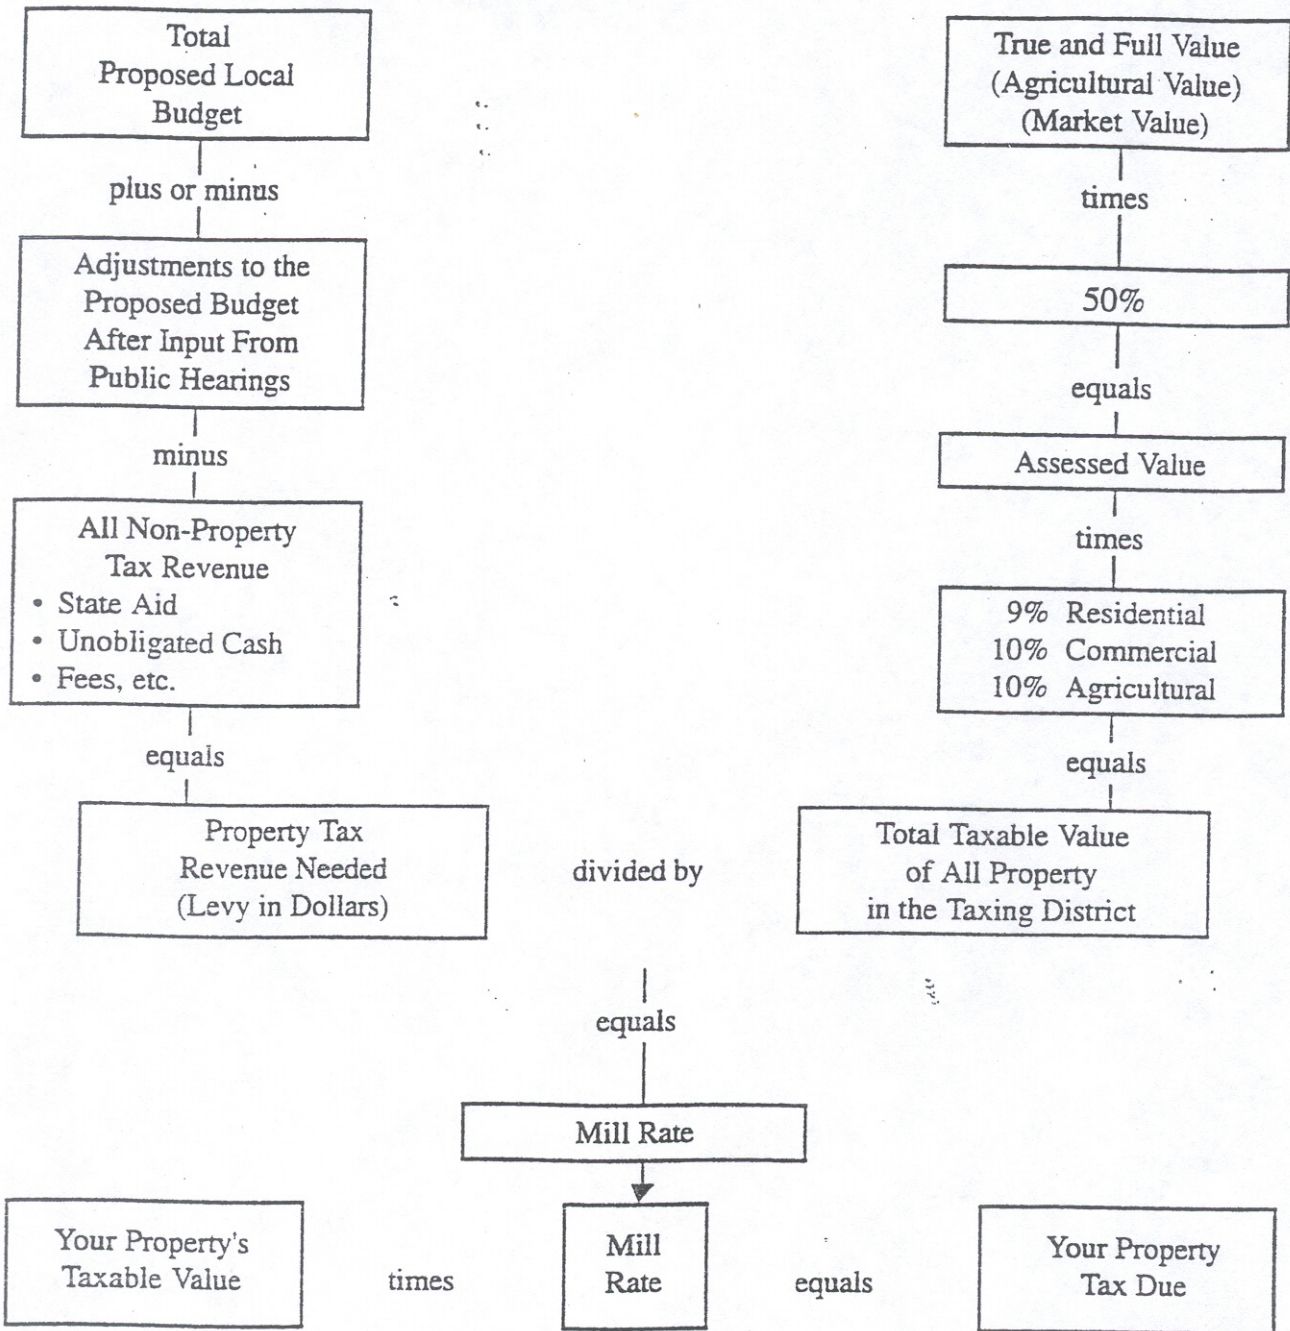 Total
Proposed Local
Budget
plus or minus
Adjustments to the
Proposed Budget
After Input From
Public Hearings
minus
All Non-Property
Tax Revenue
• State Aid
• Unobligated Cash
• Fees, etc.
equals
Property Tax
Revenue Needed
(Levy in Dollars)
divided by
True and Full Value
(Agricultural Value)
(Market Value)
times
50%
equals
Assessed Value
times
9% Residential
10% Commercial
10% Agricultural
equals
Total Taxable Value
of All Property
in the Taxing District
equals
Mill Rate
Your Property's
Taxable Value
times
Mill
Rate
equals
Your Property
Tax Due